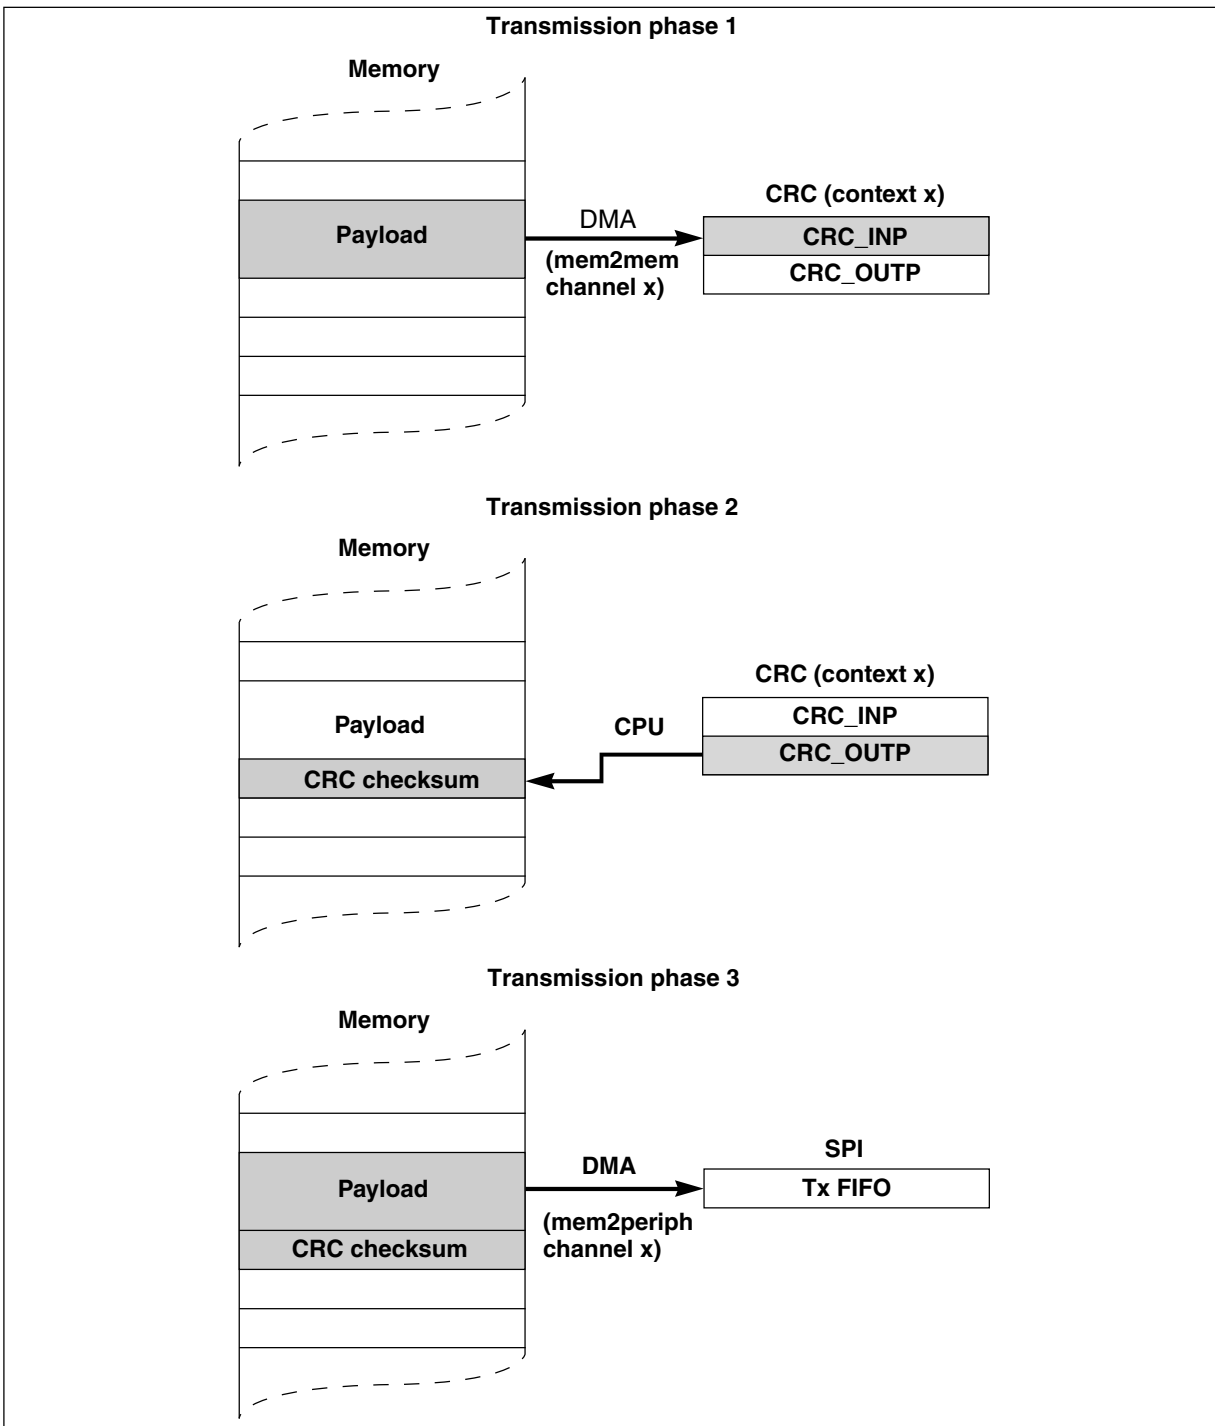 Transmission phase 1
Memory
CRC (context x)
Payload
DMA
CRC_INP
(mem2mem
channel x)
CRC_OUTP
Transmission phase 2
Memory
CRC (context x)
Payload
CPU
CRC_INP
CRC_OUTP
CRC checksum
Transmission phase 3
Memory
SPI
Payload
DMA
Tx FIFO
(mem2periph
channel x)
CRC checksum